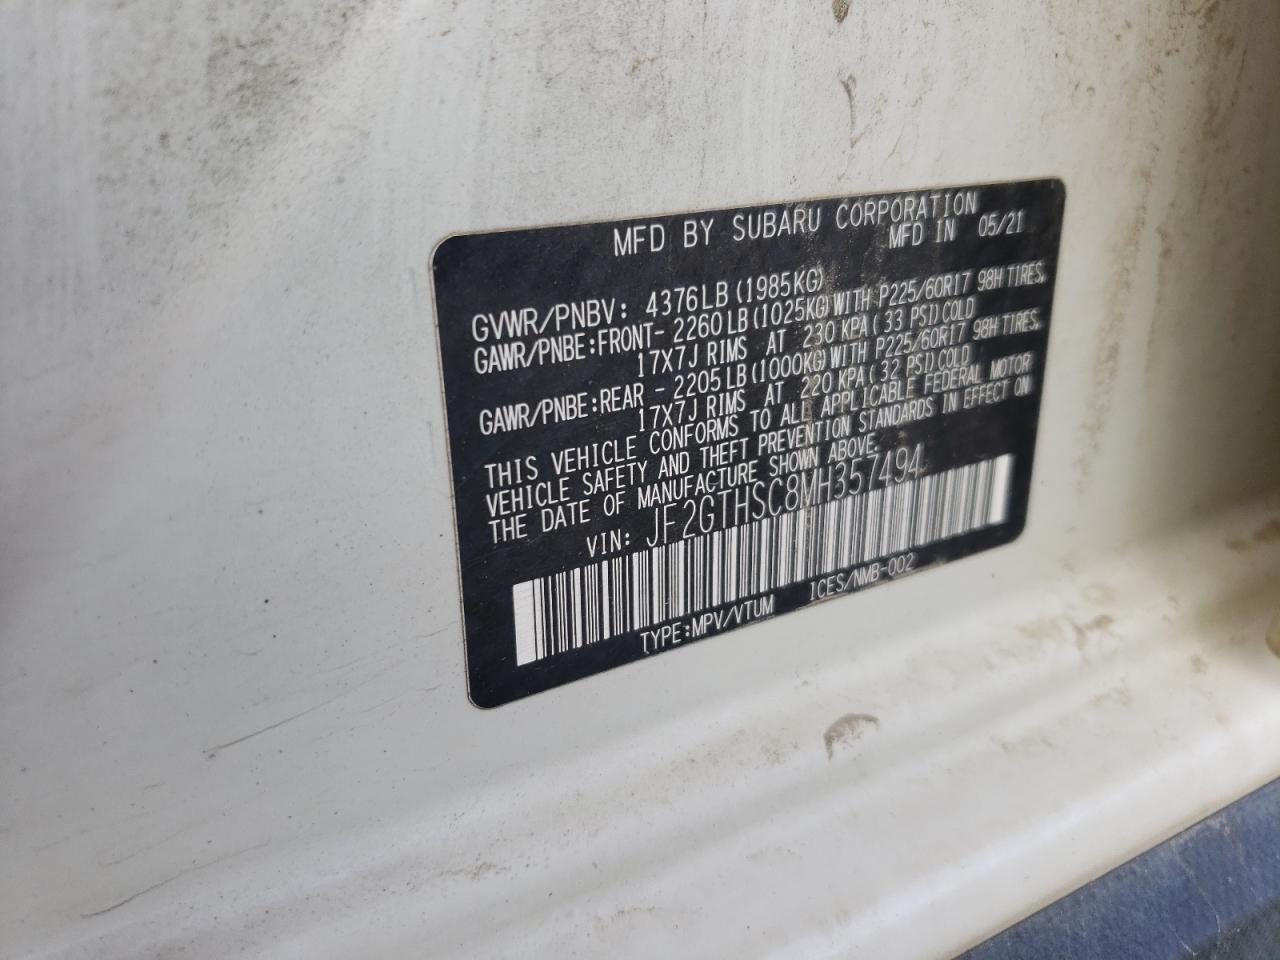 MFD BY SUBARU CORPORATION
MFD IN 05/21
GVWR/PNBV: 4376LB (1985KG)
GAWR/PNBE:FRONT- 2260LB (1025KG) WITH P225/60R17 98H TIRES,
17X7J RIMS AT 230 KPA ( 33 PSI) COLD
GAWR/PNBE:REAR - 2205LB (1000KG) WITH P225/60R17 98H TIRES,
17X7J RIMS AT 220 KPA ( 32 PSI) COLD
THIS VEHICLE CONFORMS TO ALL APPLICABLE FEDERAL MOTOR
VEHICLE SAFETY AND THEFT PREVENTION STANDARDS IN EFFECT ON
THE DATE OF MANUFACTURE SHOWN ABOVE:
VIN: JF2GTHSC8MH357494
TYPE:MPV/VTUM ICES/NMB-002